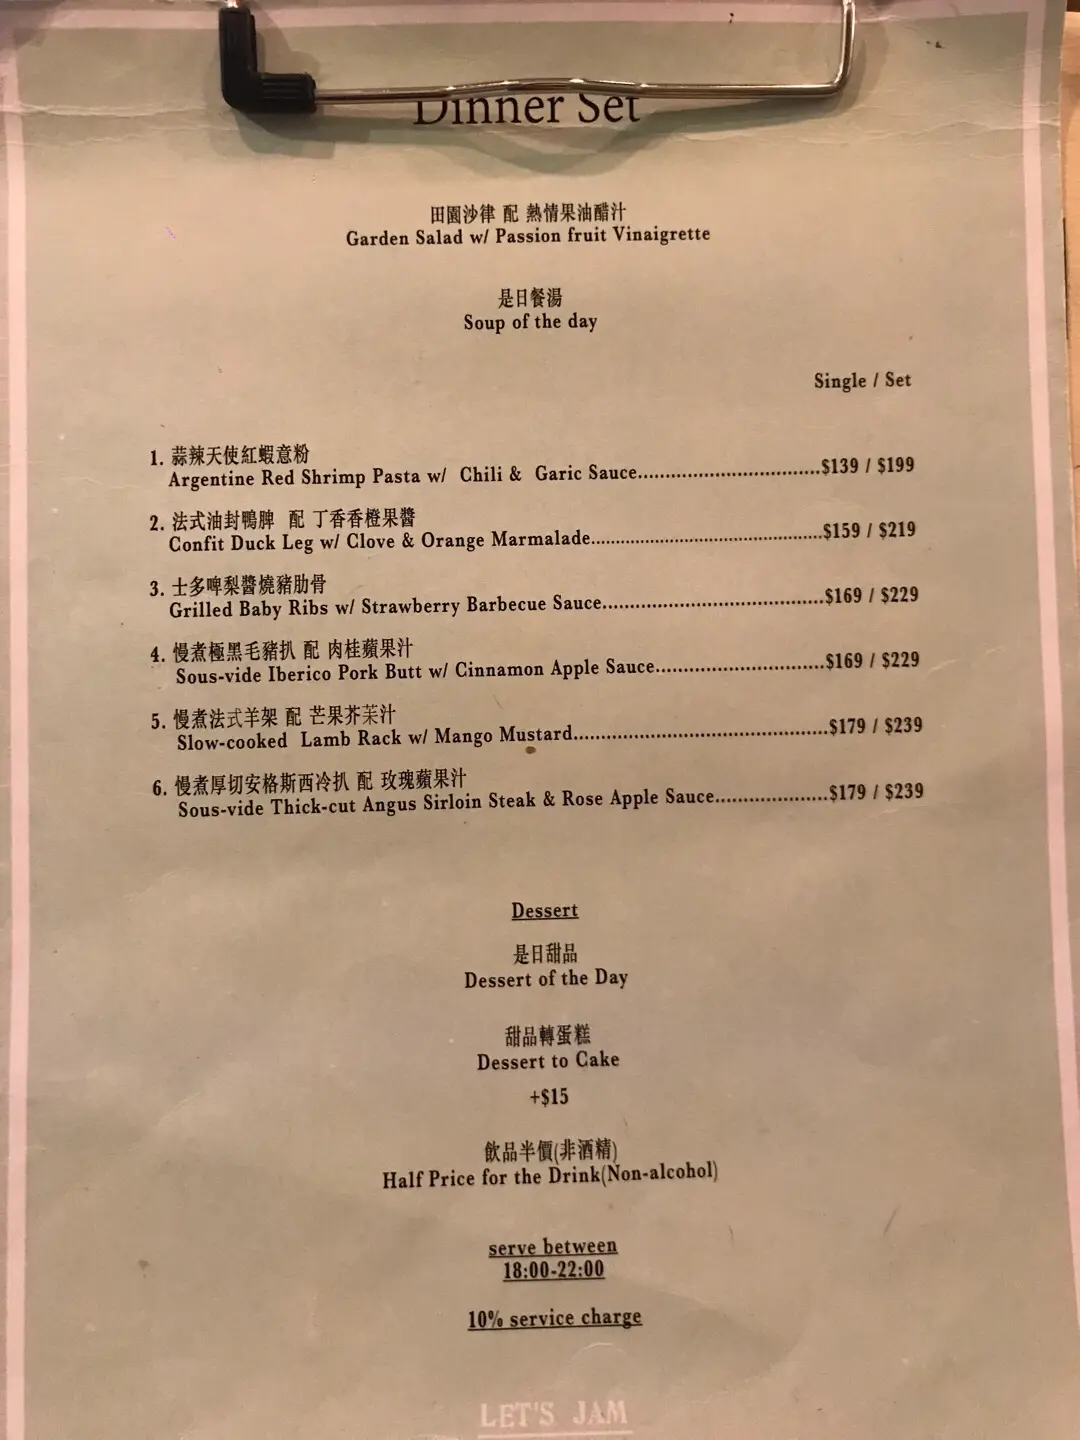 Dinner Set
田園沙律 配 熱情果油醋汁
Garden Salad w/ Passion fruit Vinaigrette
是日餐湯
Soup of the day
Single / Set
1. 蒜辣天使紅蝦意粉
Argentine Red Shrimp Pasta w/ Chili & Garic Sauce..............................$139 / $199
2. 法式油封鴨脾 配 丁香香橙果醬
Confit Duck Leg w/ Clove & Orange Marmalade......................................$159 / $219
3. 士多啤梨醬燒豬肋骨
Grilled Baby Ribs w/ Strawberry Barbecue Sauce.....................................$169 / $229
4. 慢煮極黑毛豬扒 配 肉桂蘋果汁
Sous-vide Iberico Pork Butt w/ Cinnamon Apple Sauce............................$169 / $229
5. 慢煮法式羊架 配 芒果芥茉汁
Slow-cooked Lamb Rack w/ Mango Mustard..........................................$179 / $239
6. 慢煮厚切安格斯西冷扒 配 玫瑰蘋果汁
Sous-vide Thick-cut Angus Sirloin Steak & Rose Apple Sauce...................$179 / $239
Dessert
是日甜品
Dessert of the Day
甜品轉蛋糕
Dessert to Cake
+$15
飲品半價(非酒精)
Half Price for the Drink(Non-alcohol)
serve between
18:00-22:00
10% service charge
LET'S JAM